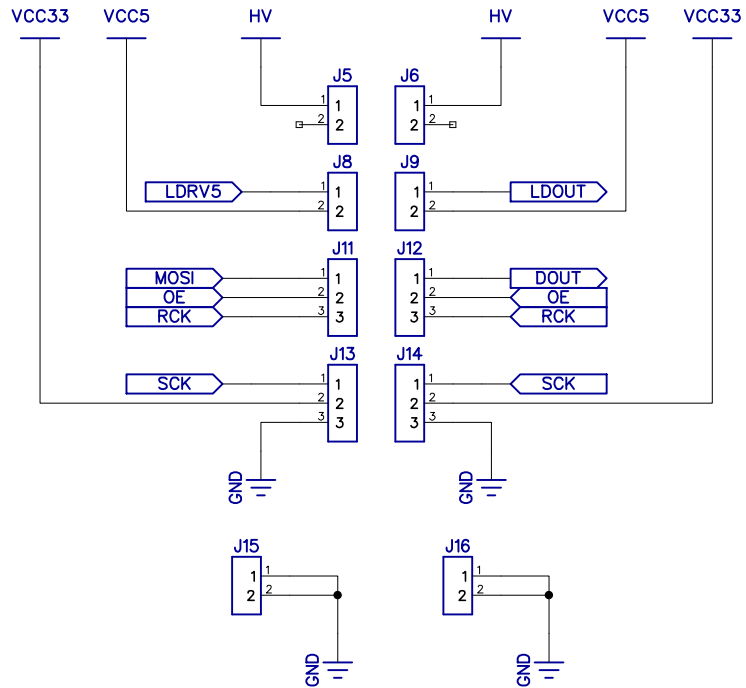 VCC33 VCC5 HV HV VCC5 VCC33
J5 J6
1 1 1 1
2 2 2 2
J8 J9
LDRV5 1 1 1 1 LDOUT
2 2 2 2
J11 J12
MOSI 1 1 1 1 DOUT
OE 2 2 2 2 OE
RCK 3 3 3 3 RCK
J13 J14
SCK 1 1 1 1 SCK
2 2 2 2
3 3 3 3
GND GND
J15 J16
1 1 1 1
2 2 2 2
GND GND